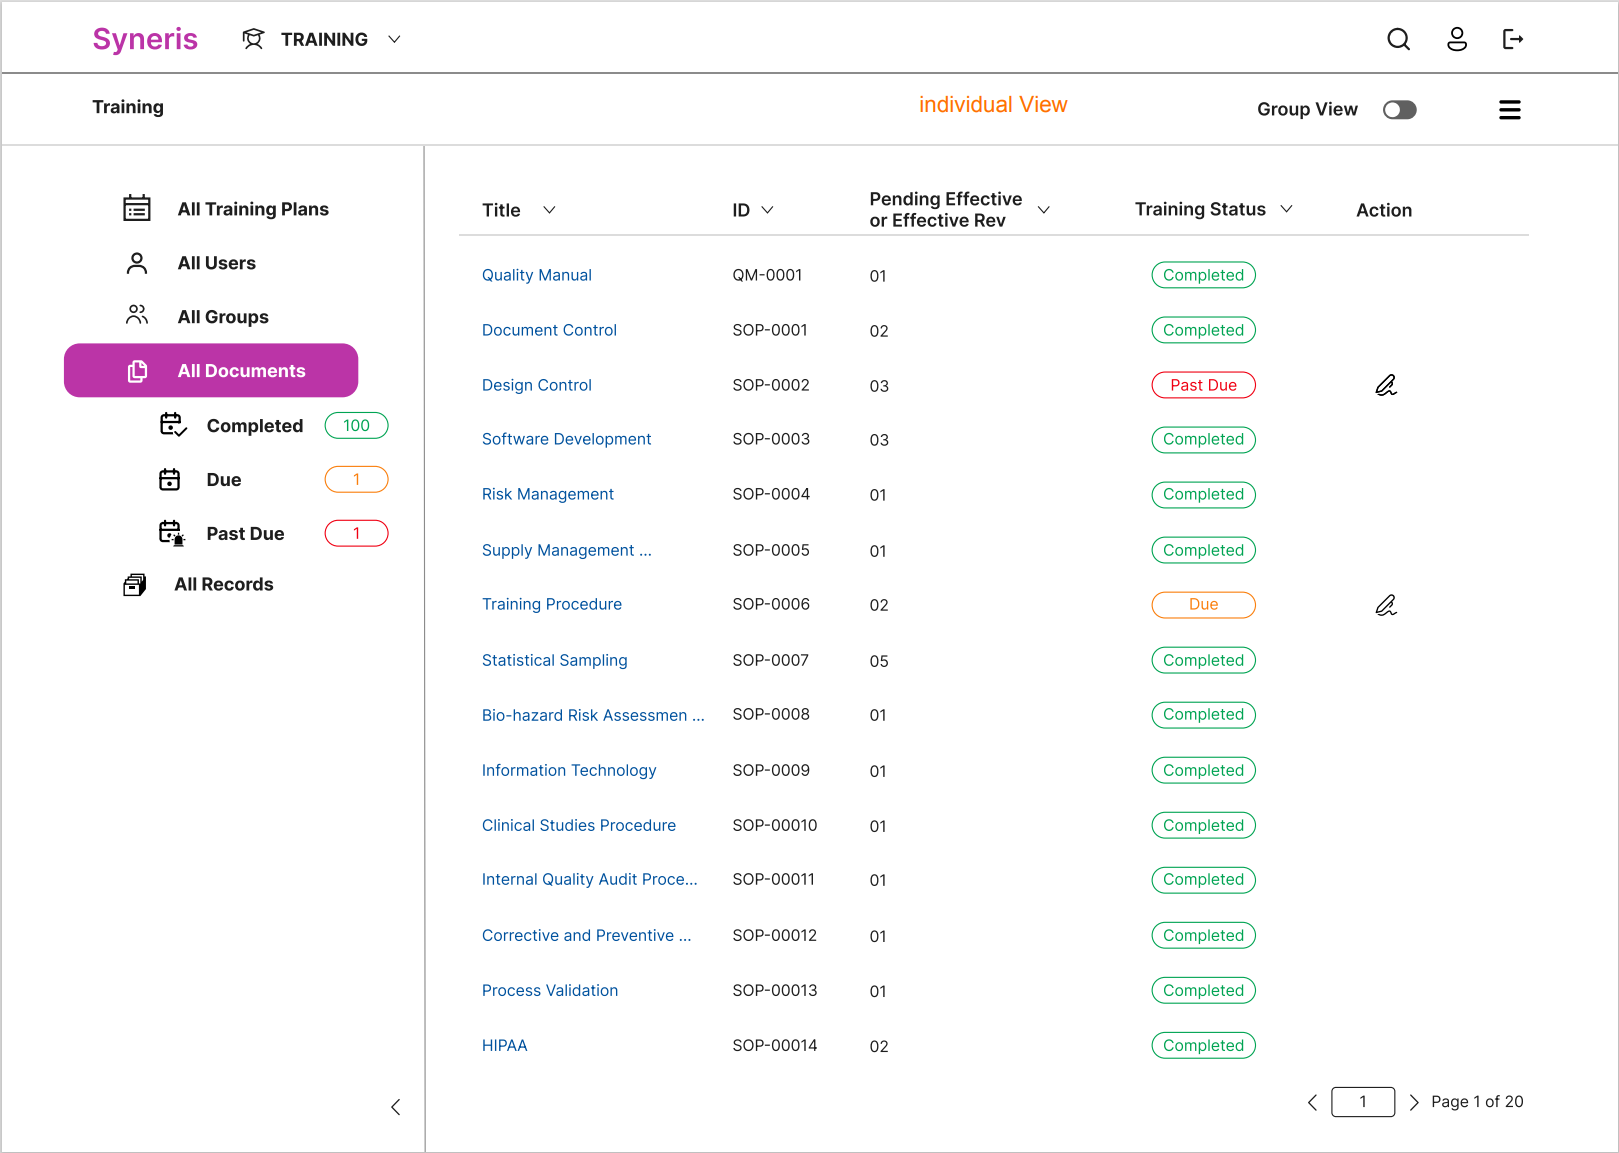 Syneris TRAINING
Training individual View Group View
All Training Plans
All Users
All Groups
All Documents
Completed 100
Due 1
Past Due 1
All Records
Title ID Pending Effective or Effective Rev Training Status Action
Quality Manual QM-0001 01 Completed
Document Control SOP-0001 02 Completed
Design Control SOP-0002 03 Past Due
Software Development SOP-0003 03 Completed
Risk Management SOP-0004 01 Completed
Supply Management ... SOP-0005 01 Completed
Training Procedure SOP-0006 02 Due
Statistical Sampling SOP-0007 05 Completed
Bio-hazard Risk Assessmen ... SOP-0008 01 Completed
Information Technology SOP-0009 01 Completed
Clinical Studies Procedure SOP-00010 01 Completed
Internal Quality Audit Proce... SOP-00011 01 Completed
Corrective and Preventive ... SOP-00012 01 Completed
Process Validation SOP-00013 01 Completed
HIPAA SOP-00014 02 Completed
1 Page 1 of 20